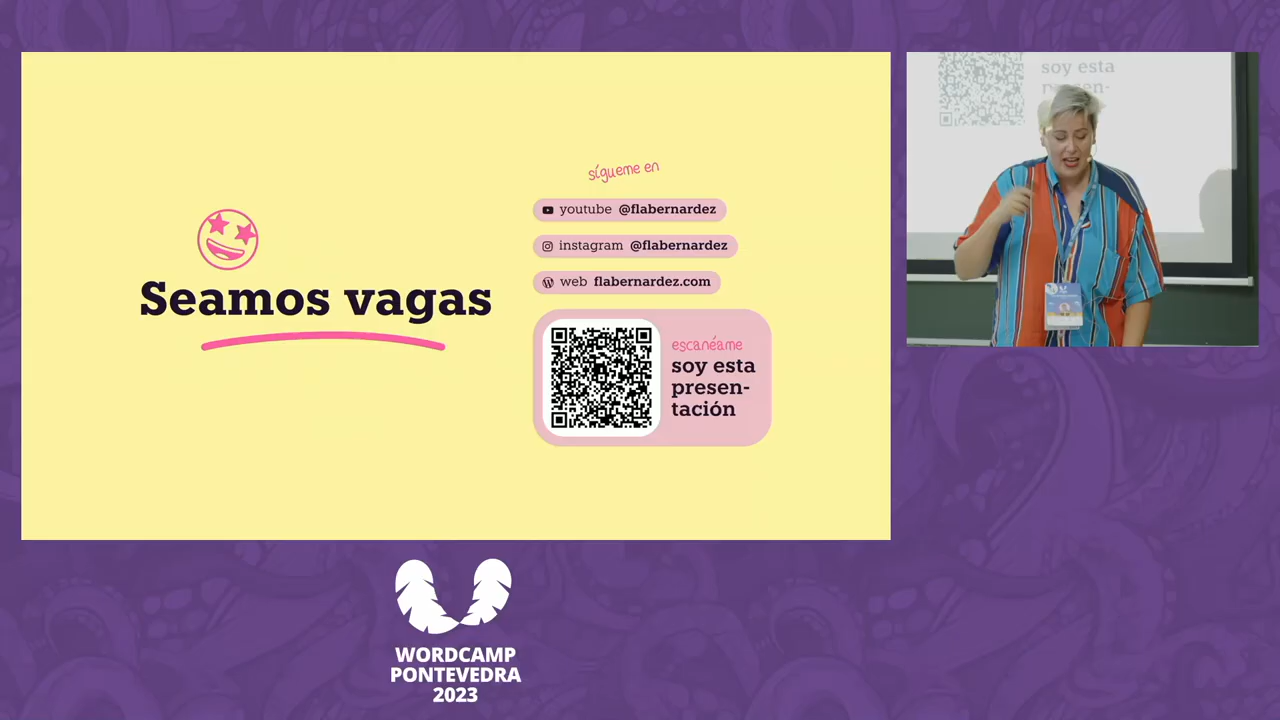 Seamos vagas
sígueme en
youtube @flabernardez
instagram @flabernardez
web flabernardez.com
escanéame
soy esta
presen-
tación
soy esta
presen-
WORDCAMP
PONTEVEDRA
2023